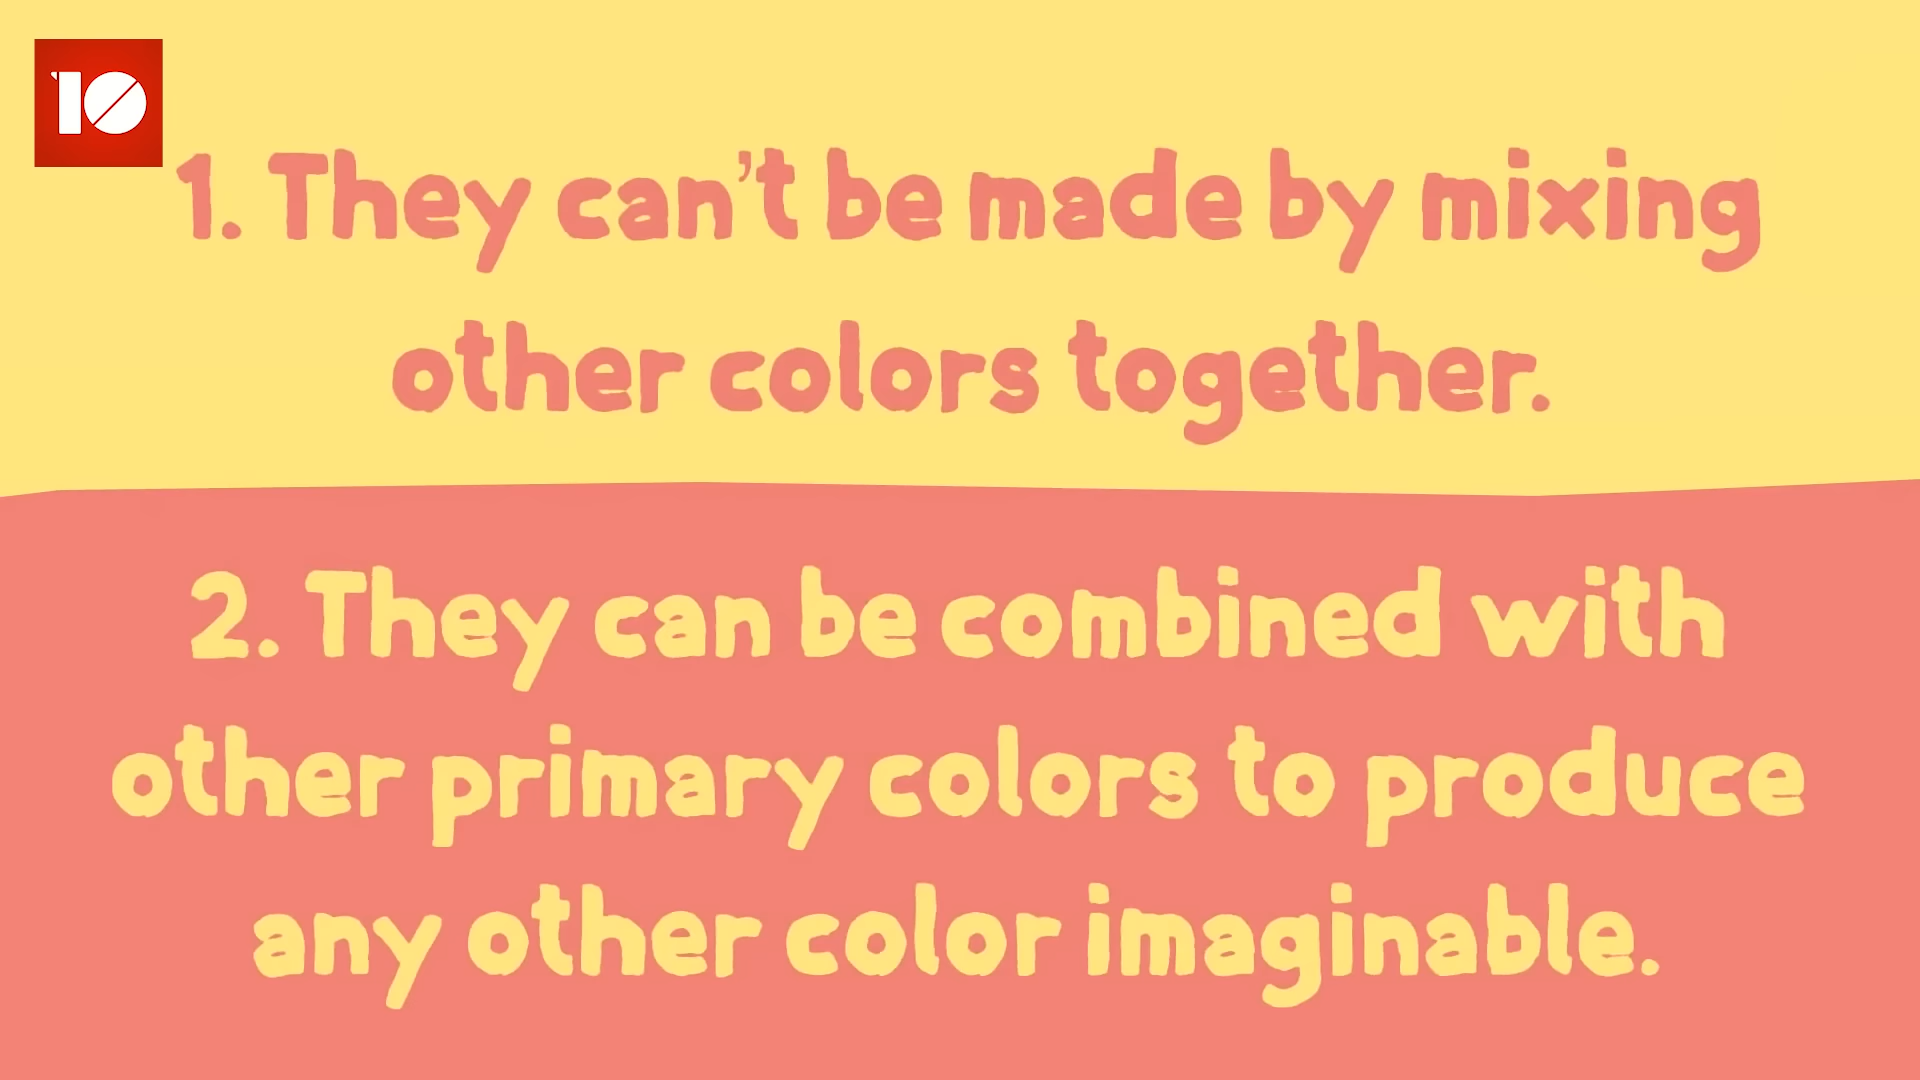 10
1. They can't be made by mixing
other colors together.
2. They can be combined with
other primary colors to produce
any other color imaginable.